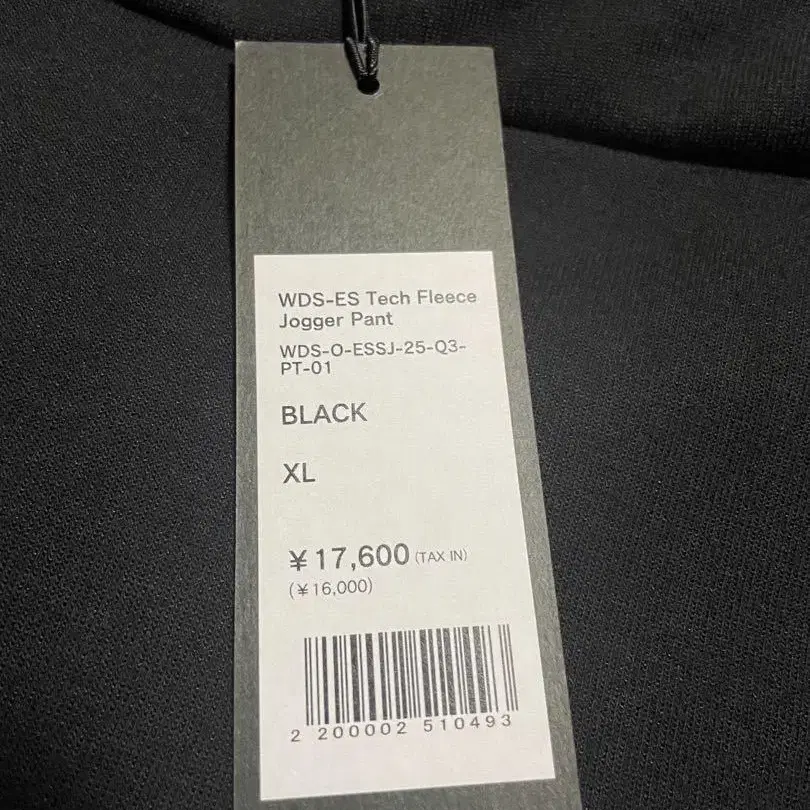 WDS-ES Tech Fleece
Jogger Pant
WDS-O-ESSJ-25-Q3-
PT-01
BLACK
XL
¥17,600 (TAX IN)
(¥16,000)
2 200002 510493